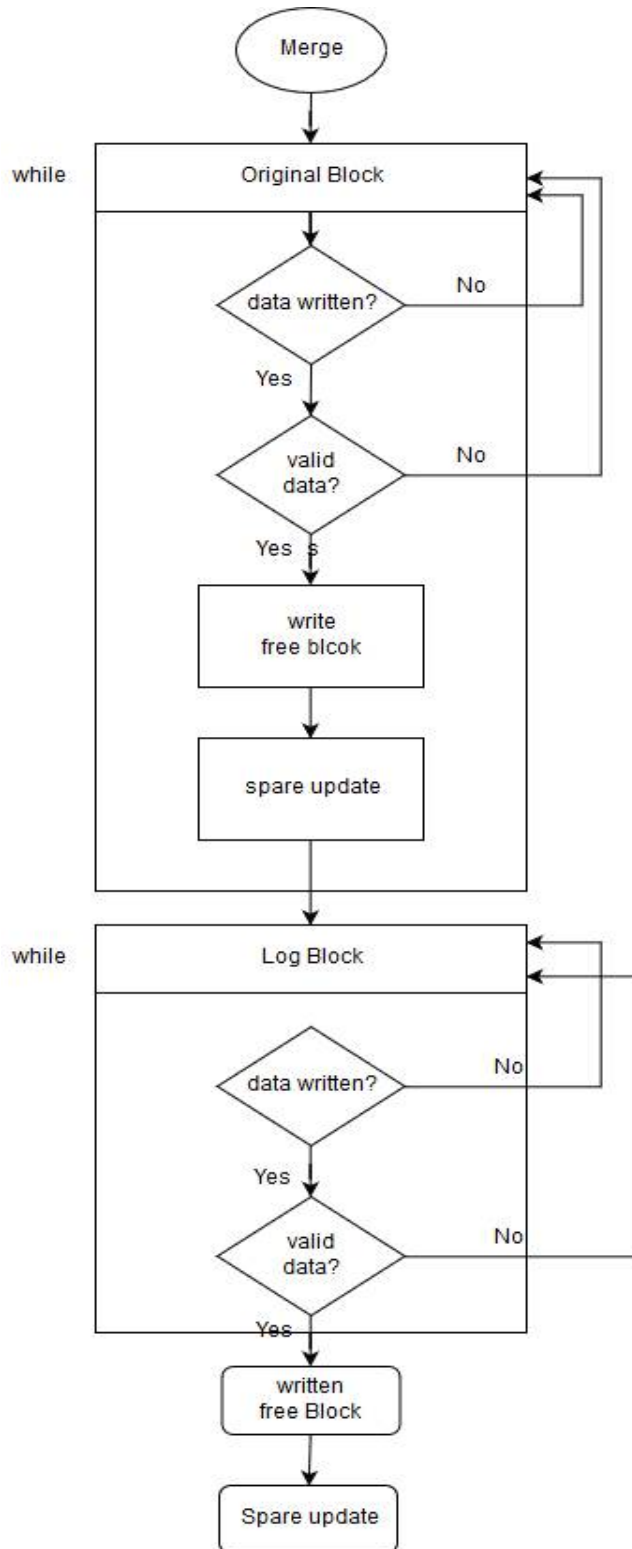 Merge
while
Original Block
data written?
No
Yes
valid
data?
No
Yes s
write
free blcok
spare update
while
Log Block
data written?
No
Yes
valid
data?
No
Yes
written
free Block
Spare update